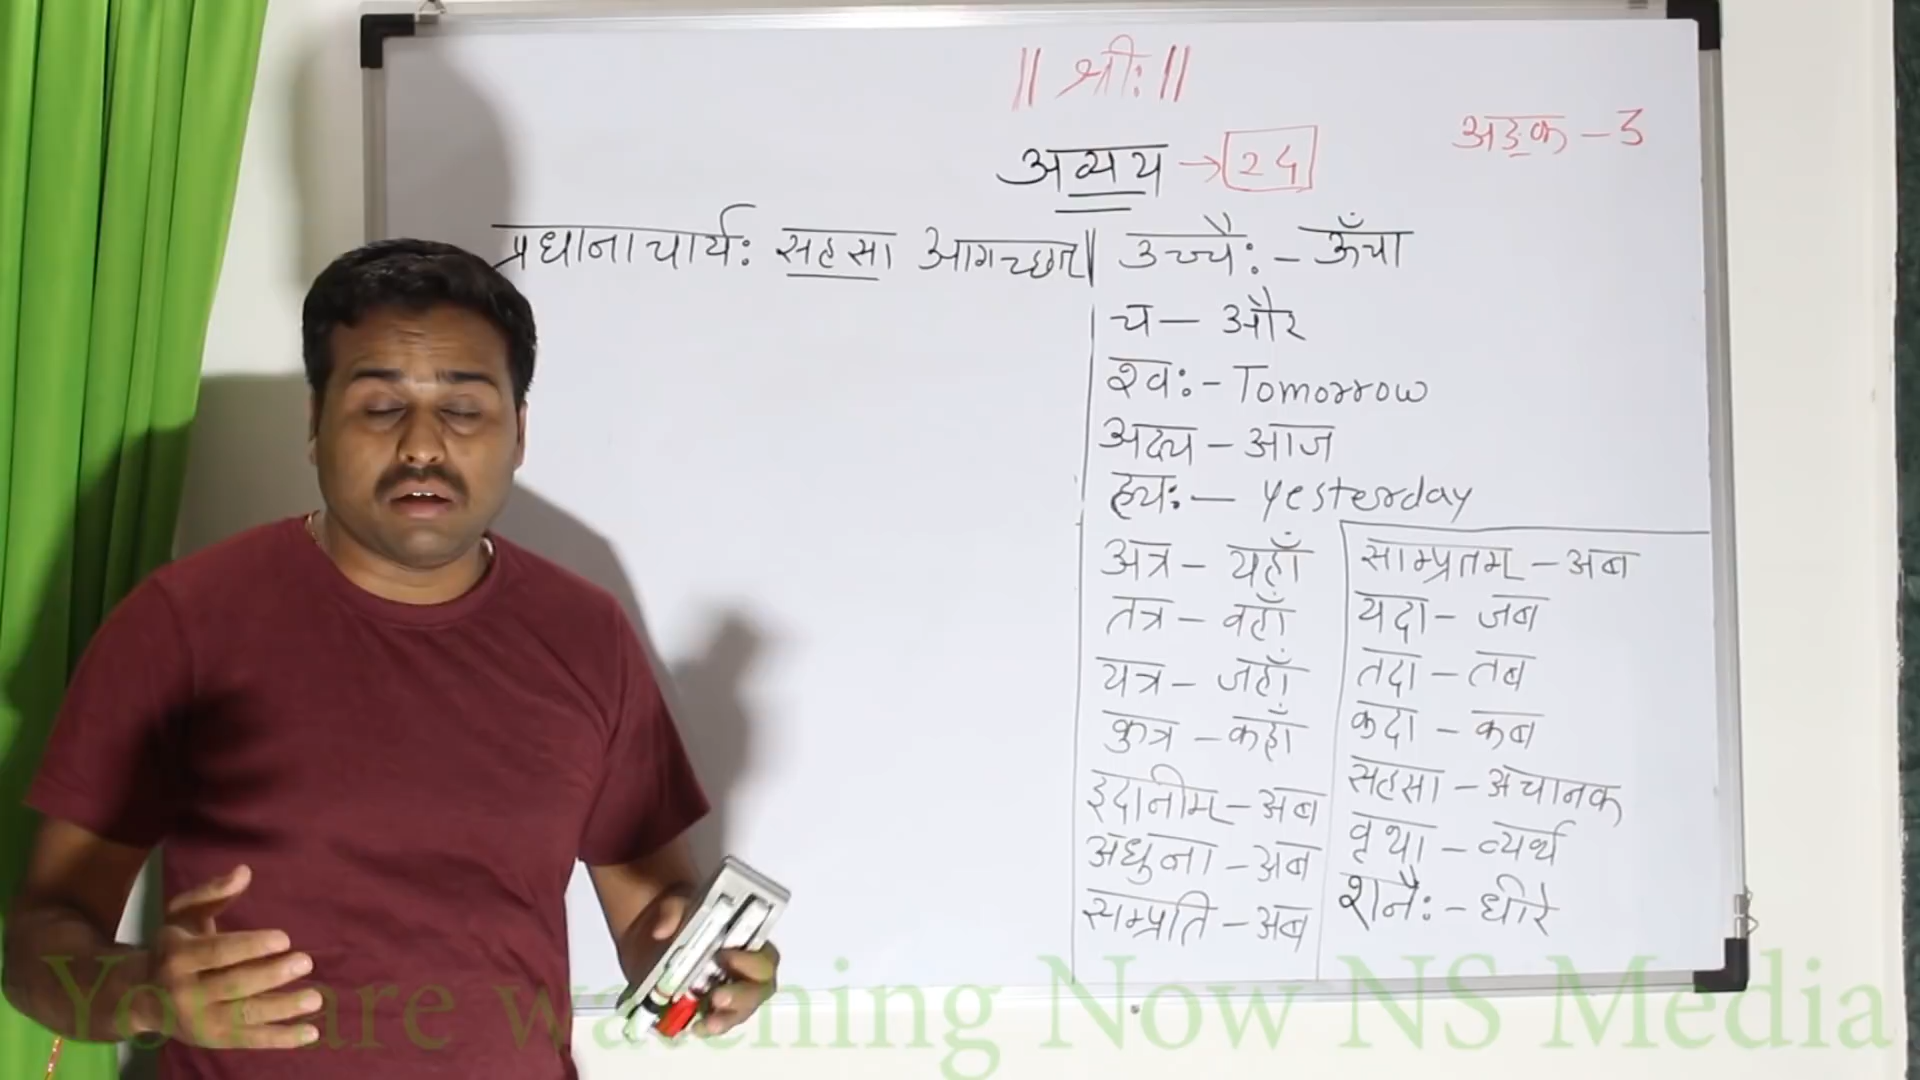 || श्रीः ||
अङ्क - 3
अव्यय → 24
प्रधानाचार्यः सहसा आगच्छत्
उच्चैः - ऊँचा
च - और
श्वः - Tomorrow
अद्य - आज
ह्यः - Yesterday
अत्र - यहाँ
तत्र - वहाँ
यत्र - जहाँ
कुत्र - कहाँ
इदानीम् - अब
अधुना - अब
सम्प्रति - अब
साम्प्रतम् - अब
यदा - जब
तदा - तब
कदा - कब
सहसा - अचानक
वृथा - व्यर्थ
शनैः - धीरे
You are watching Now NS Media